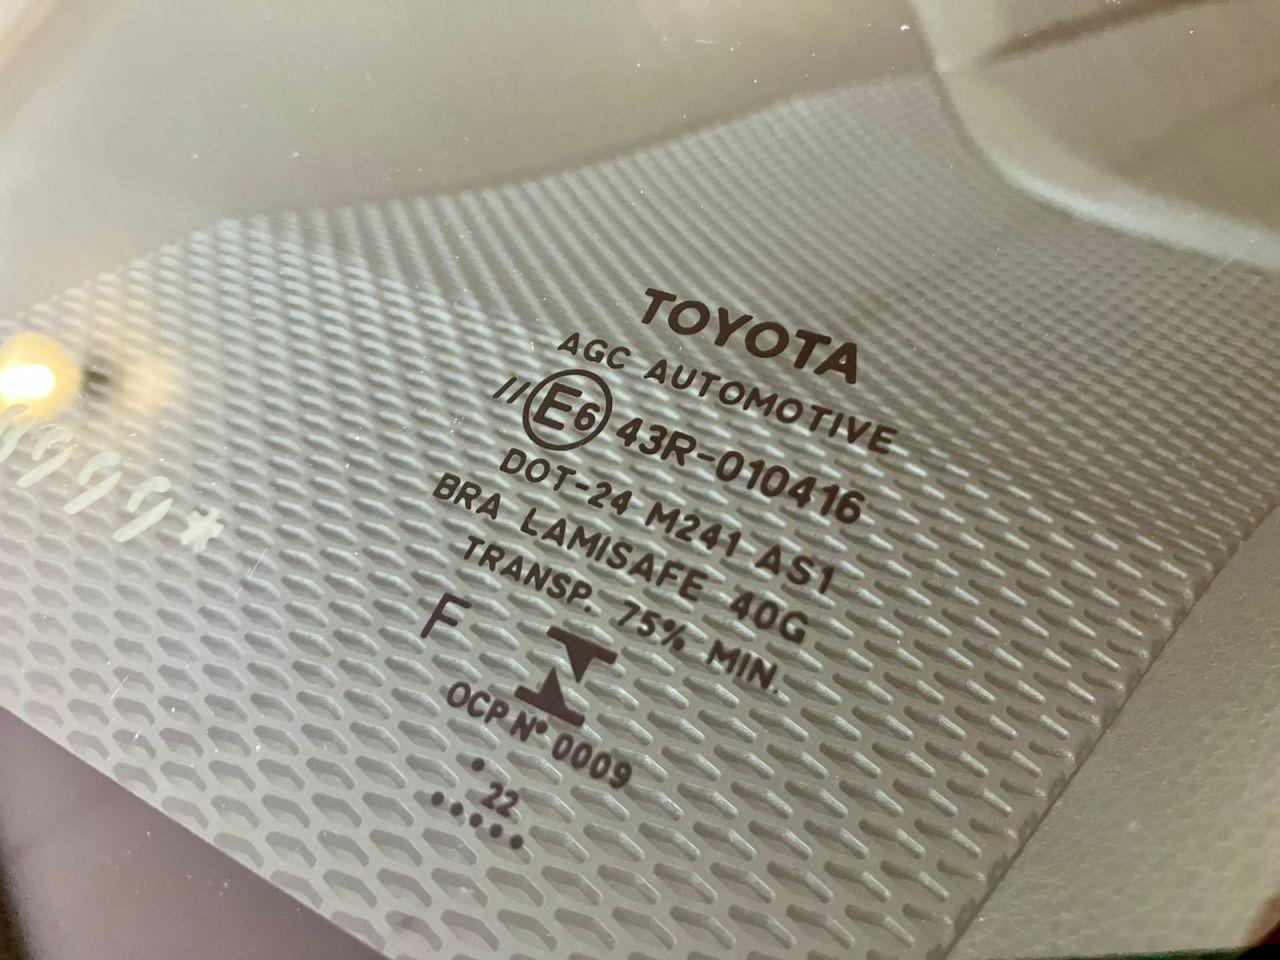 TOYOTA
AGC AUTOMOTIVE
// E6 43R-010416
DOT-24 M241 AS1
BRA LAMISAFE 40G
TRANSP. 75% MIN.
F
OCP Nº 0009
22